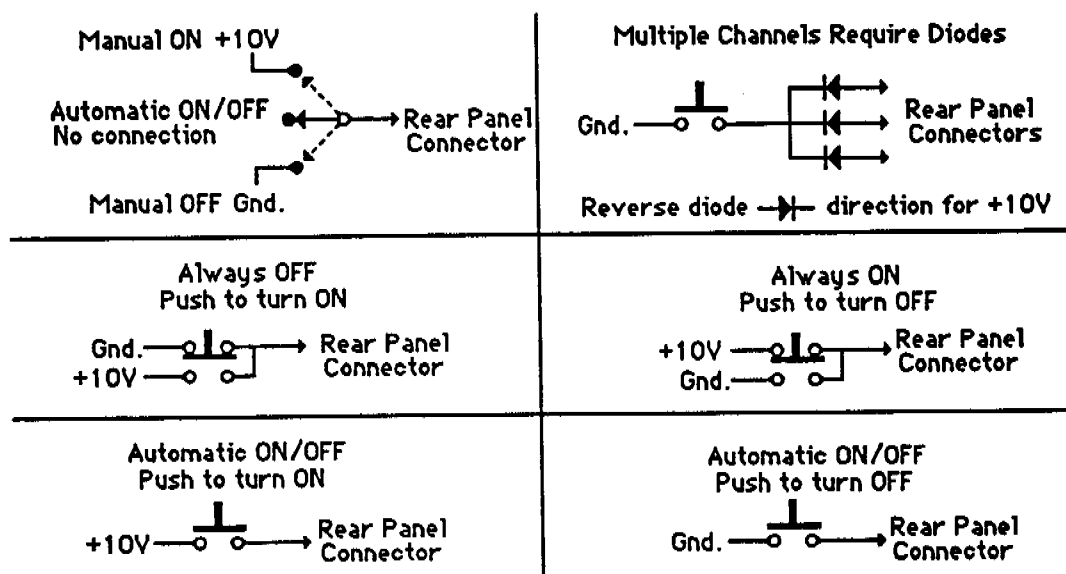 Manual ON +10V
Automatic ON/OFF
No connection
Rear Panel
Connector
Manual OFF Gnd.
Multiple Channels Require Diodes
Gnd.
Rear Panel
Connectors
Reverse diode direction for +10V
Always OFF
Push to turn ON
Gnd.
+10V
Rear Panel
Connector
Always ON
Push to turn OFF
+10V
Gnd.
Rear Panel
Connector
Automatic ON/OFF
Push to turn ON
+10V
Rear Panel
Connector
Automatic ON/OFF
Push to turn OFF
Gnd.
Rear Panel
Connector